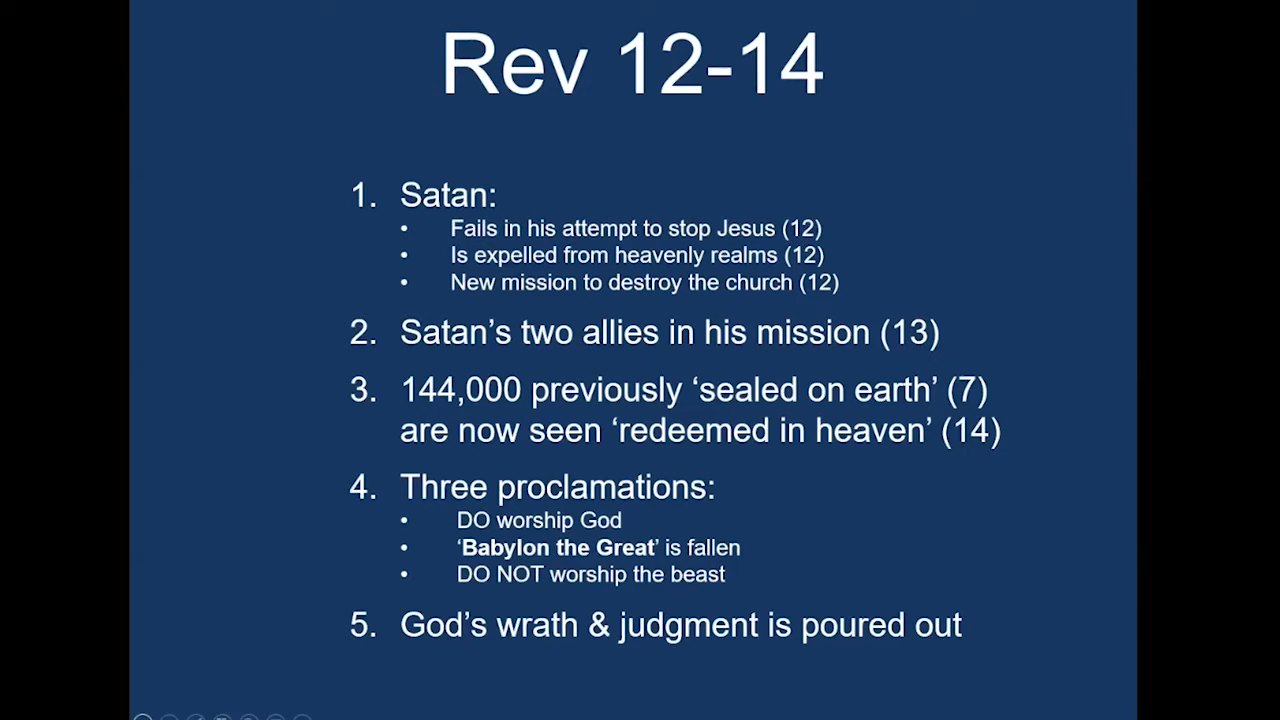 Rev 12-14
1. Satan:
• Fails in his attempt to stop Jesus (12)
• Is expelled from heavenly realms (12)
• New mission to destroy the church (12)
2. Satan’s two allies in his mission (13)
3. 144,000 previously ‘sealed on earth’ (7)
are now seen ‘redeemed in heaven’ (14)
4. Three proclamations:
• DO worship God
• ‘Babylon the Great’ is fallen
• DO NOT worship the beast
5. God’s wrath & judgment is poured out